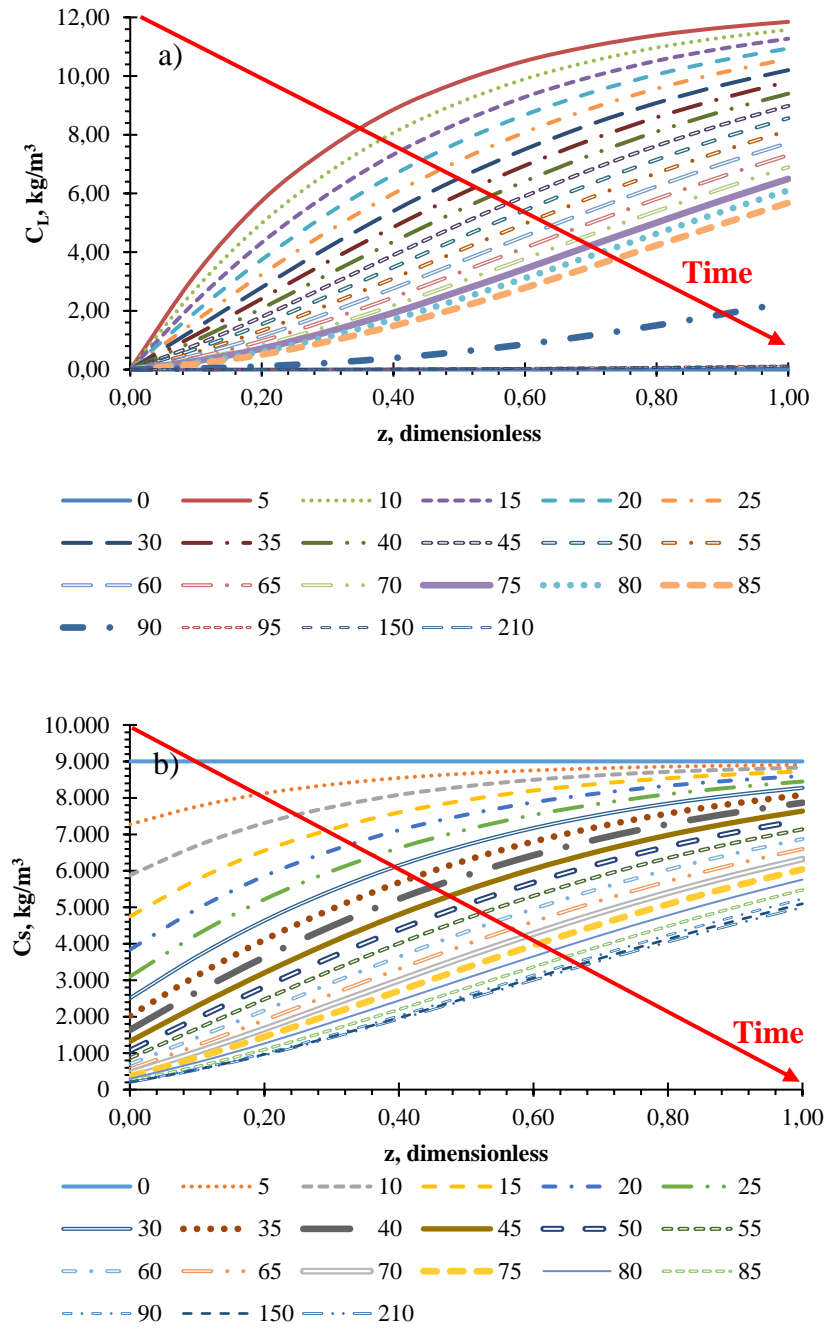 12,00
a)
10,00
8,00
C_L, kg/m³
6,00
4,00
Time
2,00
0,00
0,00 0,20 0,40 0,60 0,80 1,00
z, dimensionless
0 5 10 15 20 25
30 35 40 45 50 55
60 65 70 75 80 85
90 95 150 210
10.000
b)
9.000
8.000
7.000
6.000
Cs, kg/m³
5.000
4.000
3.000
2.000
Time
1.000
0
0,00 0,20 0,40 0,60 0,80 1,00
z, dimensionless
0 5 10 15 20 25
30 35 40 45 50 55
60 65 70 75 80 85
90 150 210